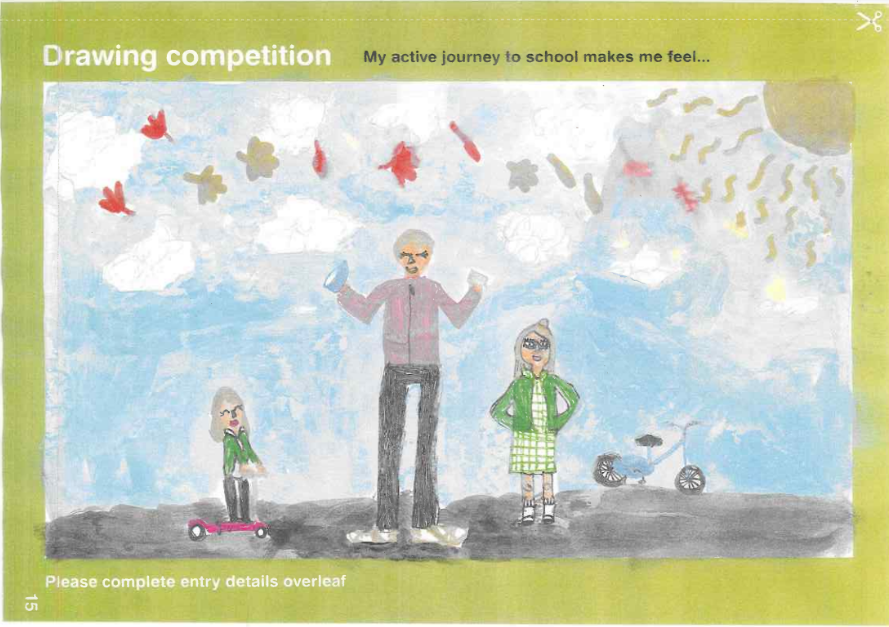 Drawing competition
My active journey to school makes me feel...
Please complete entry details overleaf
15